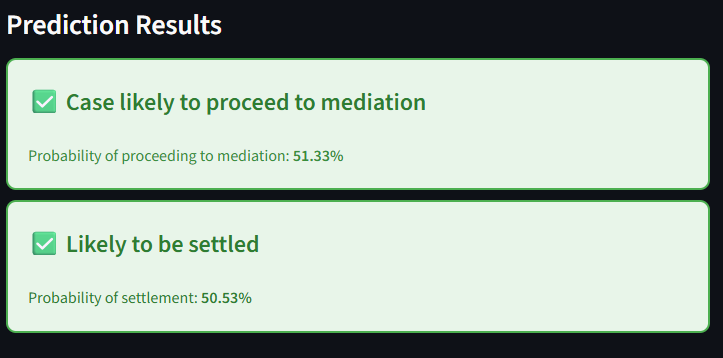 Prediction Results
✅ Case likely to proceed to mediation
Probability of proceeding to mediation: 51.33%
✅ Likely to be settled
Probability of settlement: 50.53%